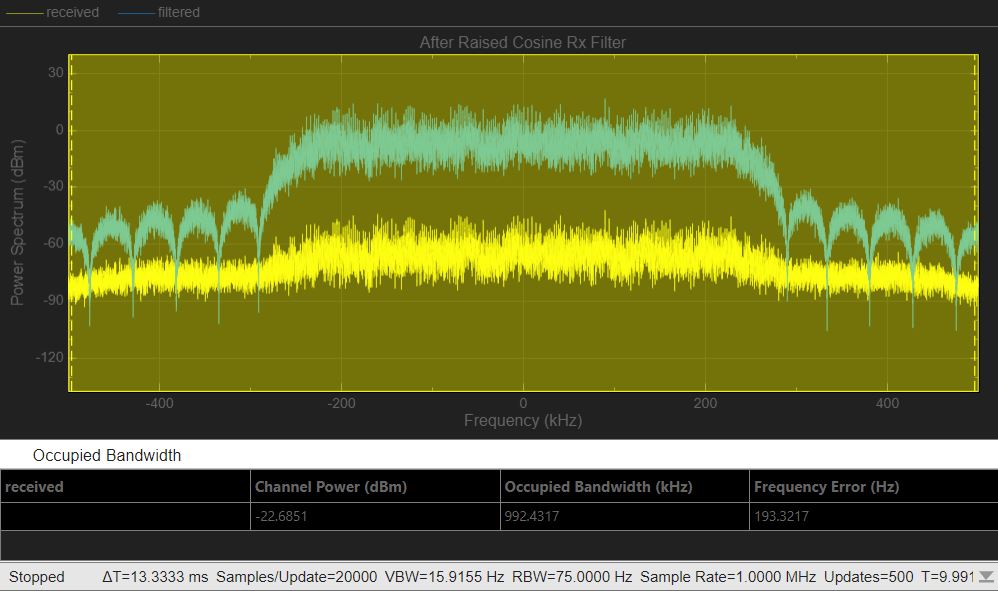 received filtered
After Raised Cosine Rx Filter
Power Spectrum (dBm)
30
0
-30
-60
-90
-120
-400 -200 0 200 400
Frequency (kHz)
Occupied Bandwidth
received Channel Power (dBm) Occupied Bandwidth (kHz) Frequency Error (Hz)
-22.6851 992.4317 193.3217
Stopped ΔT=13.3333 ms Samples/Update=20000 VBW=15.9155 Hz RBW=75.0000 Hz Sample Rate=1.0000 MHz Updates=500 T=9.991